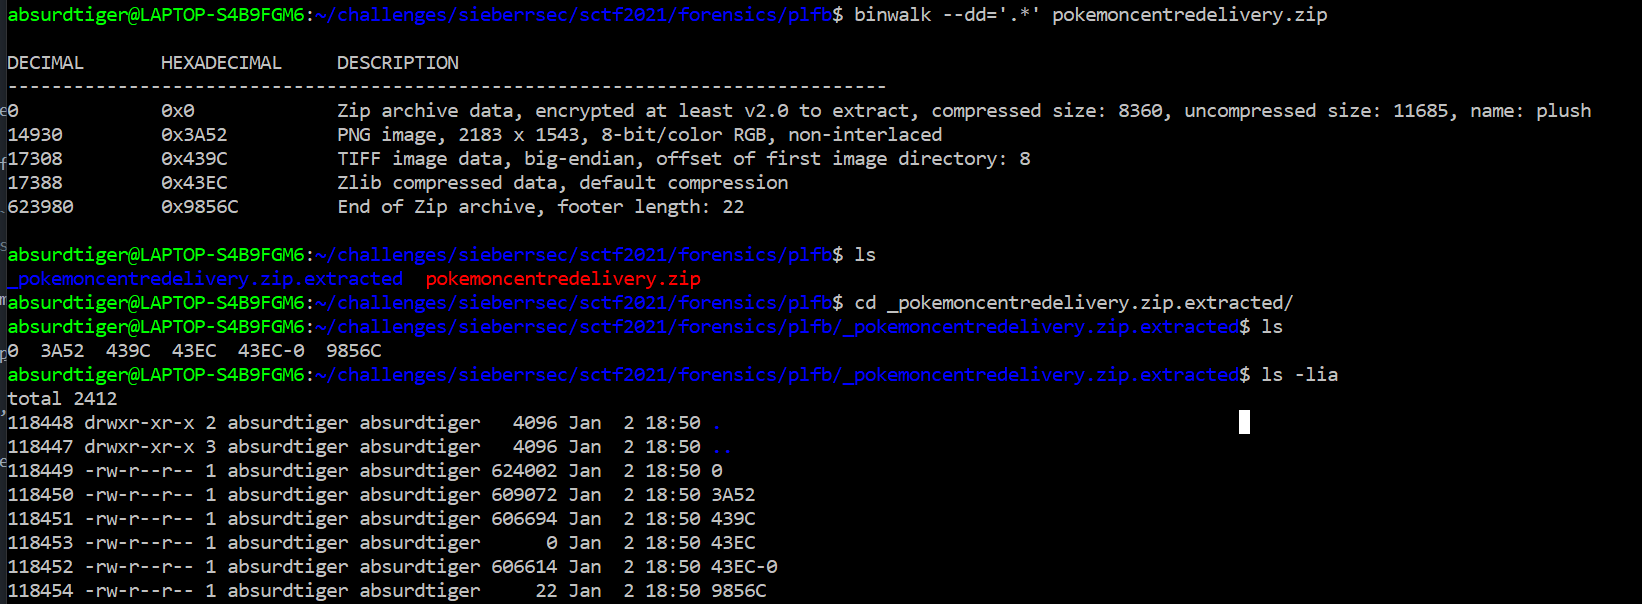 absurdtiger@LAPTOP-S4B9FGM6:~/challenges/sieberrsec/sctf2021/forensics/plfb$ binwalk --dd='.*' pokemoncentredelivery.zip
DECIMAL       HEXADECIMAL     DESCRIPTION
--------------------------------------------------------------------------------
0             0x0             Zip archive data, encrypted at least v2.0 to extract, compressed size: 8360, uncompressed size: 11685, name: plush
14930         0x3A52          PNG image, 2183 x 1543, 8-bit/color RGB, non-interlaced
17308         0x439C          TIFF image data, big-endian, offset of first image directory: 8
17388         0x43EC          Zlib compressed data, default compression
623980        0x9856C         End of Zip archive, footer length: 22
absurdtiger@LAPTOP-S4B9FGM6:~/challenges/sieberrsec/sctf2021/forensics/plfb$ ls
_pokemoncentredelivery.zip.extracted  pokemoncentredelivery.zip
absurdtiger@LAPTOP-S4B9FGM6:~/challenges/sieberrsec/sctf2021/forensics/plfb$ cd _pokemoncentredelivery.zip.extracted/
absurdtiger@LAPTOP-S4B9FGM6:~/challenges/sieberrsec/sctf2021/forensics/plfb/_pokemoncentredelivery.zip.extracted$ ls
0  3A52  439C  43EC  43EC-0  9856C
absurdtiger@LAPTOP-S4B9FGM6:~/challenges/sieberrsec/sctf2021/forensics/plfb/_pokemoncentredelivery.zip.extracted$ ls -lia
total 2412
118448 drwxr-xr-x 2 absurdtiger absurdtiger   4096 Jan  2 18:50 .
118447 drwxr-xr-x 3 absurdtiger absurdtiger   4096 Jan  2 18:50 ..
118449 -rw-r--r-- 1 absurdtiger absurdtiger 624002 Jan  2 18:50 0
118450 -rw-r--r-- 1 absurdtiger absurdtiger 609072 Jan  2 18:50 3A52
118451 -rw-r--r-- 1 absurdtiger absurdtiger 606694 Jan  2 18:50 439C
118453 -rw-r--r-- 1 absurdtiger absurdtiger      0 Jan  2 18:50 43EC
118452 -rw-r--r-- 1 absurdtiger absurdtiger 606614 Jan  2 18:50 43EC-0
118454 -rw-r--r-- 1 absurdtiger absurdtiger     22 Jan  2 18:50 9856C